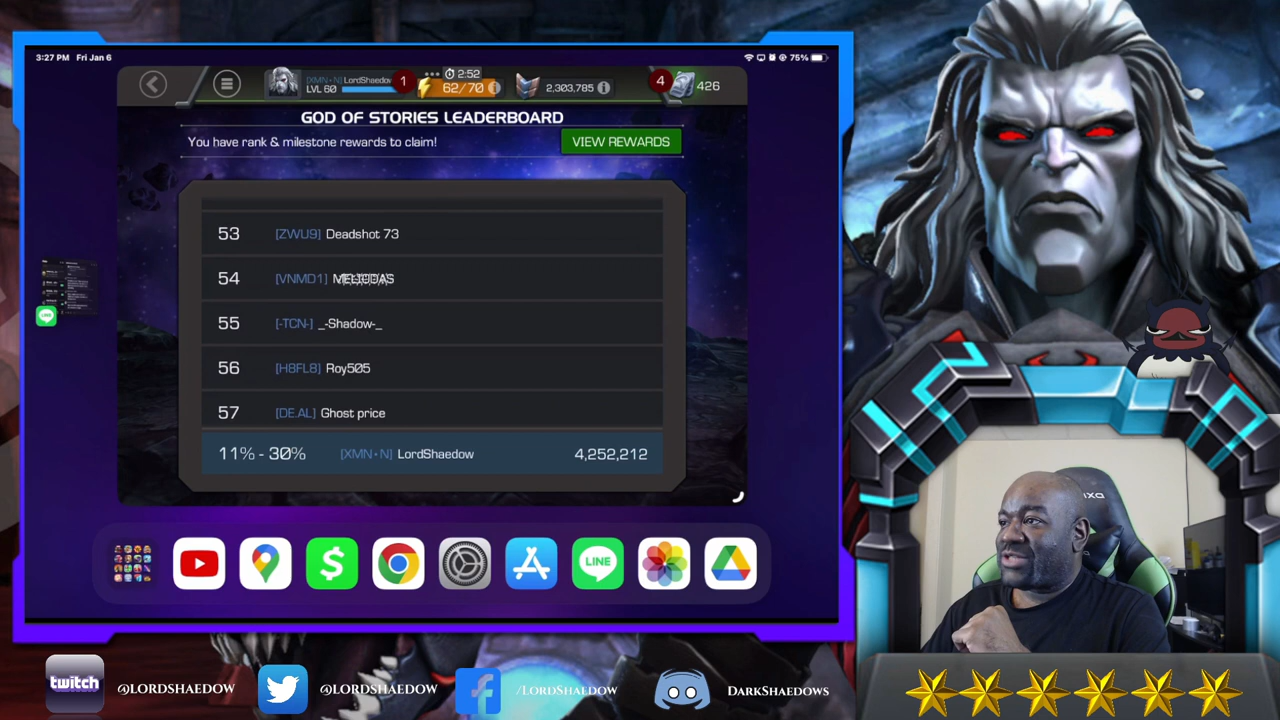 3:27 PM Fri Jan 6
75%
[XMN•N] LordShaedow
LVL 60
1
2:52
62/70
2,303,785
4
426
GOD OF STORIES LEADERBOARD
You have rank & milestone rewards to claim!
VIEW REWARDS
53 [ZWU9] Deadshot 73
54 [VNMD1]
55 [-TCN-] _-Shadow-_
56 [H8FL8] Roy505
57 [DE.AL] Ghost price
11% - 30% [XMN•N] LordShaedow 4,252,212
LINE
twitch @LORDSHAEDOW
@LORDSHAEDOW
/LORDSHAEDOW
DARKSHAEDOWS